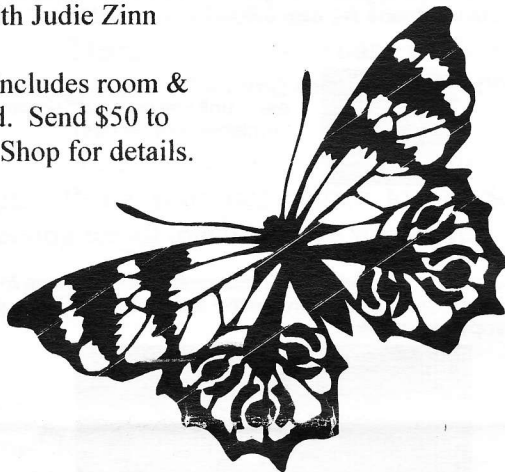 th Judie Zinn
ncludes room &
d. Send $50 to
Shop for details.